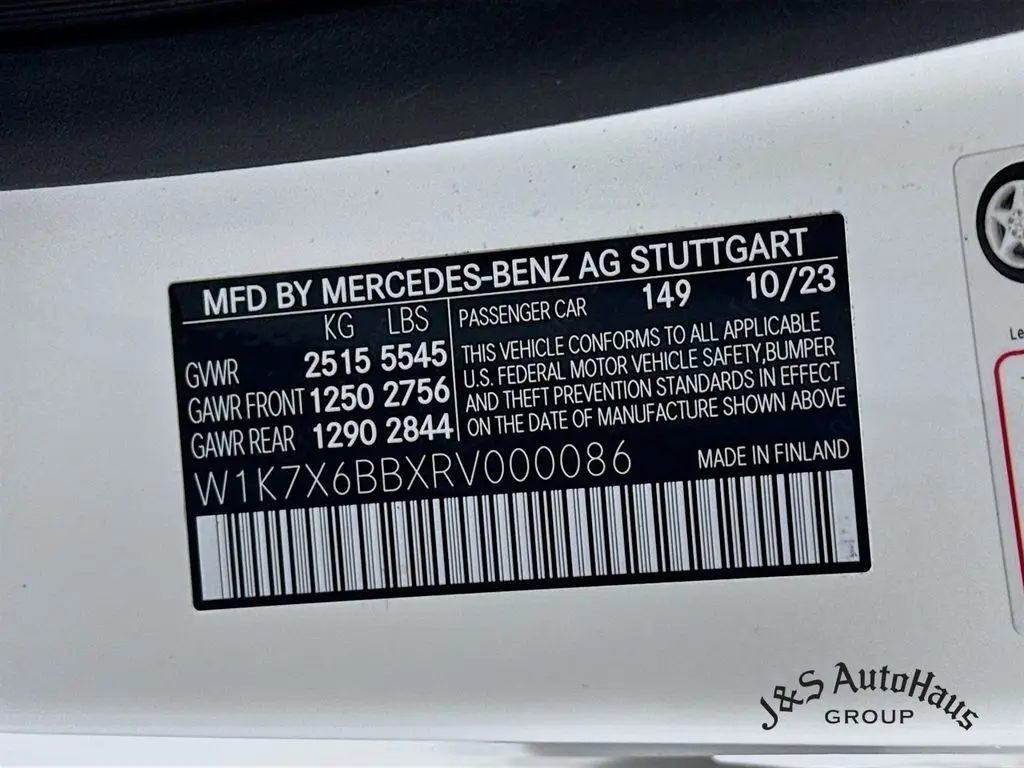 MFD BY MERCEDES-BENZ AG STUTTGART
KG LBS
GVWR 2515 5545
GAWR FRONT 1250 2756
GAWR REAR 1290 2844
PASSENGER CAR 149 10/23
THIS VEHICLE CONFORMS TO ALL APPLICABLE
U.S. FEDERAL MOTOR VEHICLE SAFETY,BUMPER
AND THEFT PREVENTION STANDARDS IN EFFECT
ON THE DATE OF MANUFACTURE SHOWN ABOVE
W1K7X6BBXRV000086 MADE IN FINLAND
J&S AutoHaus
GROUP